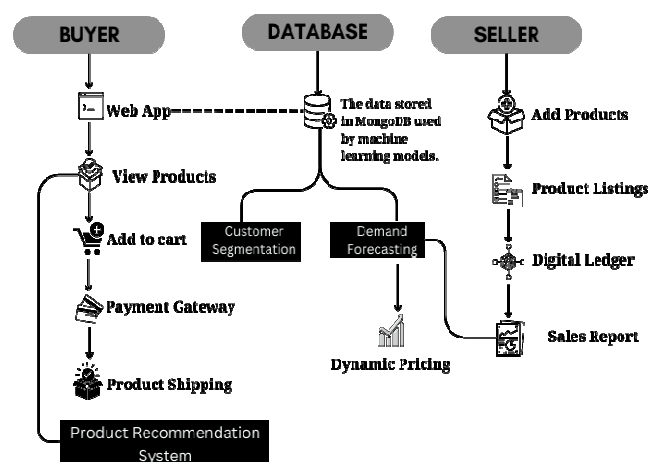 BUYER
DATABASE
SELLER
Web App
The data stored
in MongoDB used
by machine
learning models.
Add Products
View Products
Product Listings
Customer
Segmentation
Demand
Forecasting
Add to cart
Digital Ledger
Payment Gateway
Sales Report
Dynamic Pricing
Product Shipping
Product Recommendation
System